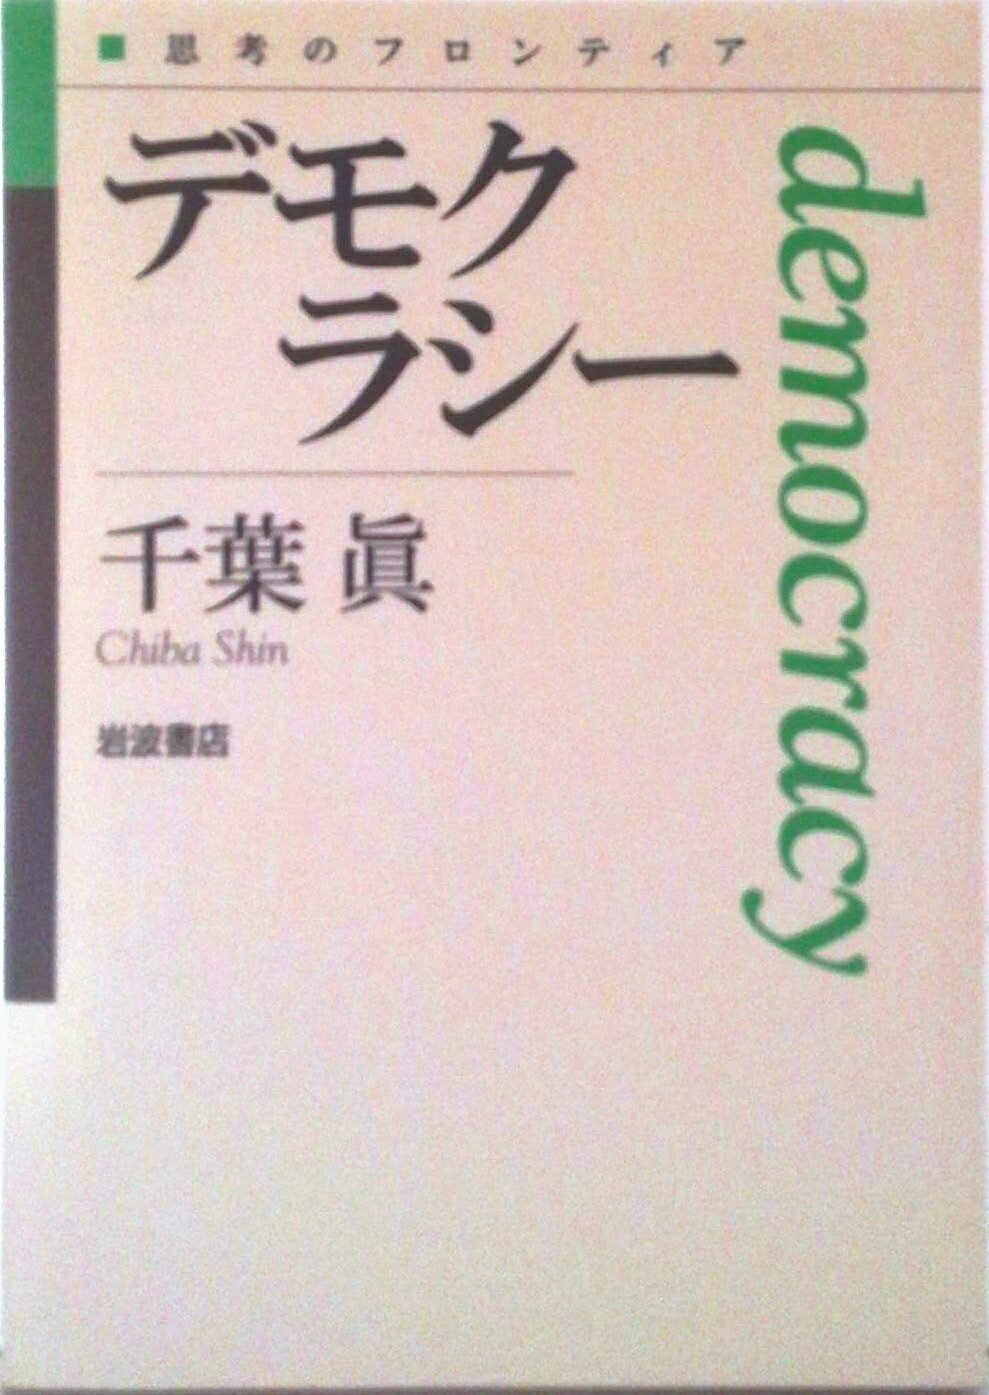 ■思考のフロンティア
デモク
ラシー
democracy
千葉 眞
Chiba Shin
岩波書店